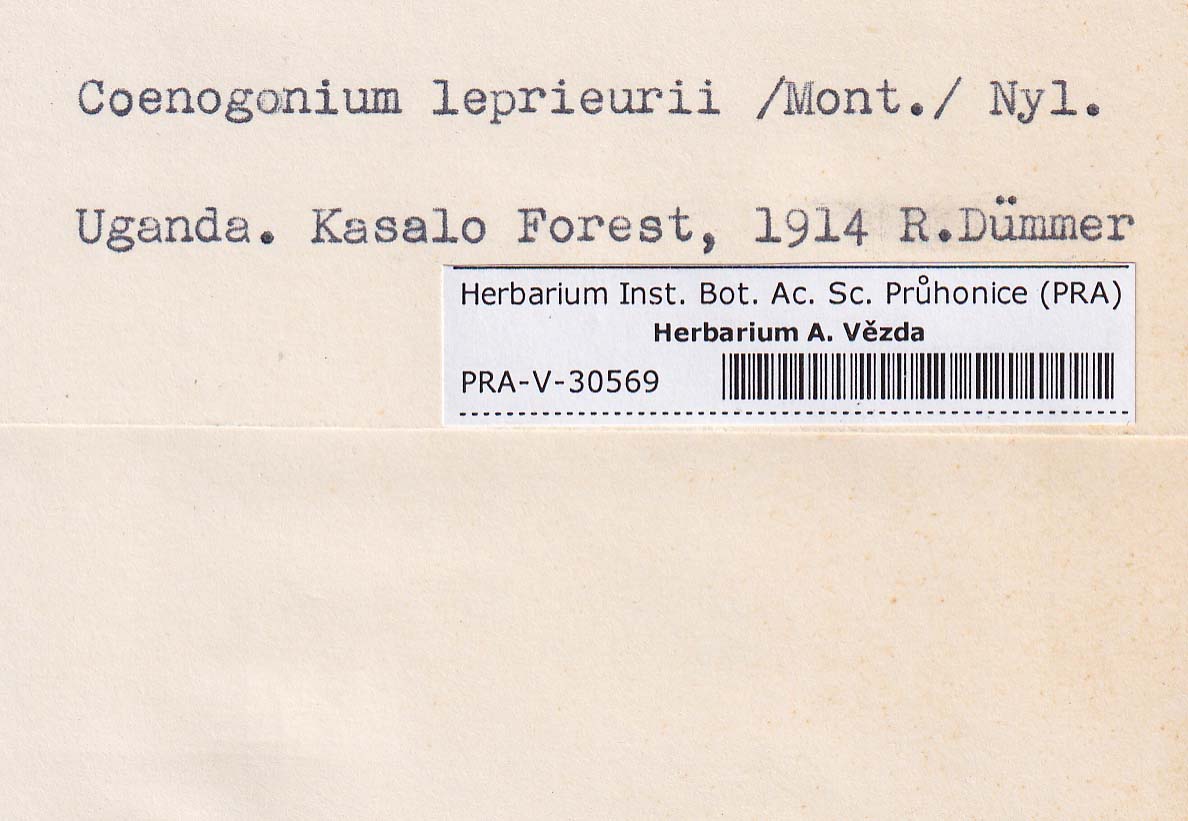 Coenogonium leprieurii /Mont./ Nyl.
Uganda. Kasalo Forest, 1914 R.Dümmer
Herbarium Inst. Bot. Ac. Sc. Průhonice (PRA)
Herbarium A. Vězda
PRA-V-30569